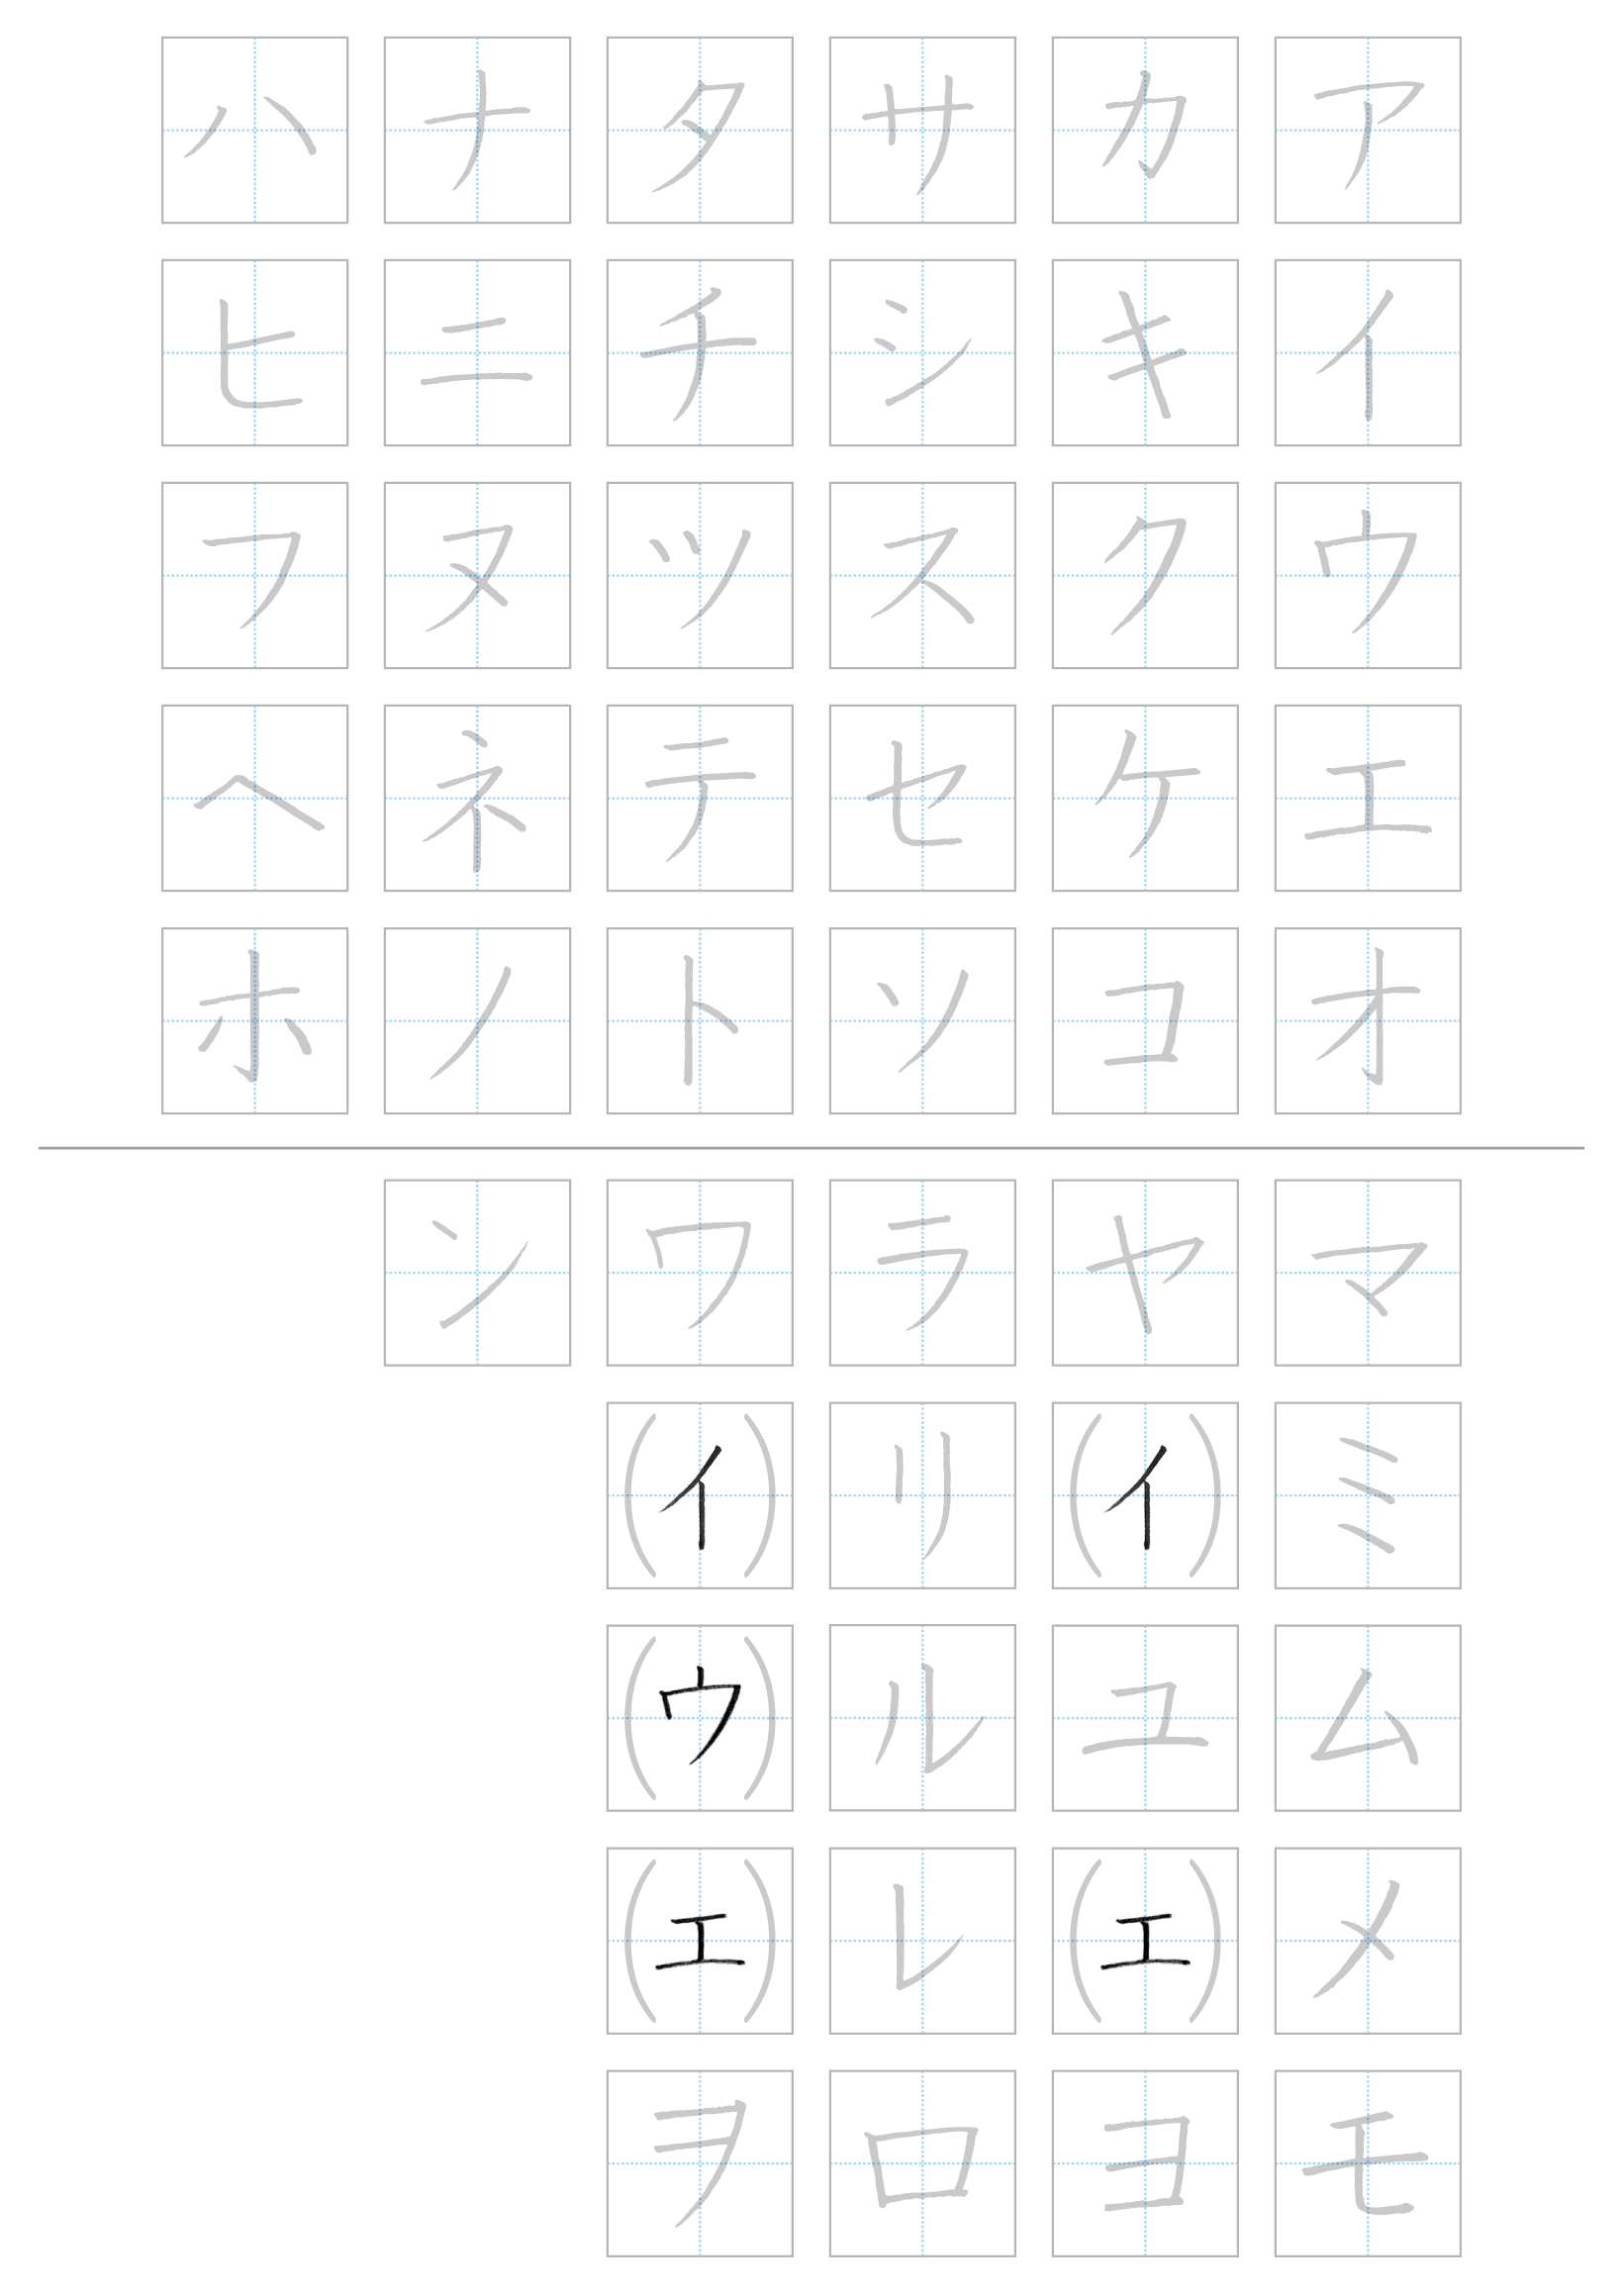 アイウエオ
カキクケコ
サシスセソ
タチツテト
ナニヌネノ
ハヒフヘホ
マミムメモ
ヤ(イ)ユ(エ)ヨ
ラリルレロ
ワ(イ)(ウ)(エ)ヲ
ン